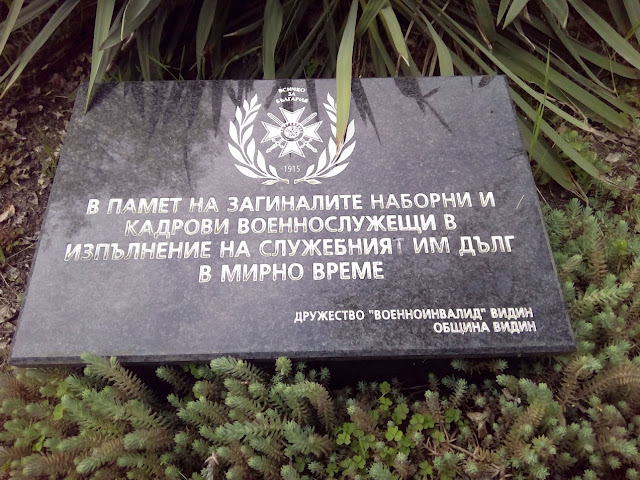 ВСИЧКО
ЗА
БЪЛГАРИЯ
1915
В ПАМЕТ НА ЗАГИНАЛИТЕ НАБОРНИ И
КАДРОВИ ВОЕННОСЛУЖЕЩИ В
ИЗПЪЛНЕНИЕ НА СЛУЖЕБНИЯТ ИМ ДЪЛГ
В МИРНО ВРЕМЕ
ДРУЖЕСТВО "ВОЕННОИНВАЛИД" ВИДИН
ОБЩИНА ВИДИН